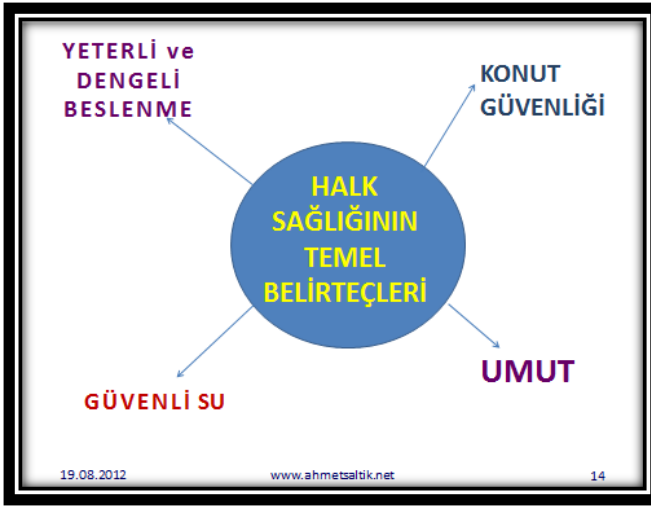 YETERLİ ve
DENGELİ
BESLENME
KONUT
GÜVENLİĞİ
HALK
SAĞLIĞININ
TEMEL
BELİRTEÇLERİ
GÜVENLİ SU
UMUT
19.08.2012
www.ahmetsaltik.net
14